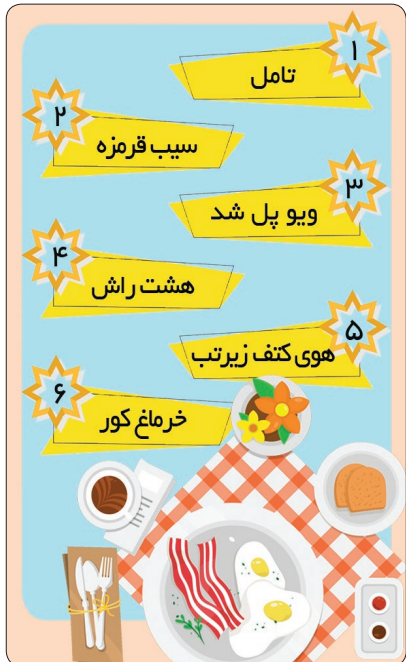 ۱
تامل
۲
سیب قرمزه
۳
ویو پل شد
۴
هشت راش
۵
هوی کتف زیرتب
۶
خرماغ کور